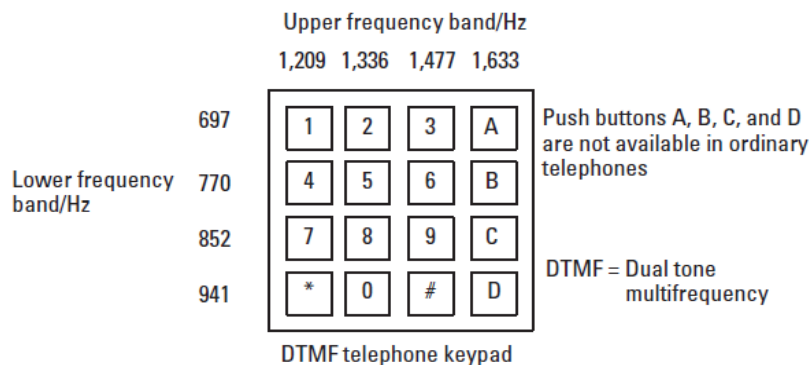 Upper frequency band/Hz
1,209 1,336 1,477 1,633
697 1 2 3 A
Push buttons A, B, C, and D
are not available in ordinary
telephones
Lower frequency
band/Hz
770 4 5 6 B
852 7 8 9 C
DTMF = Dual tone
multifrequency
941 * 0 # D
DTMF telephone keypad